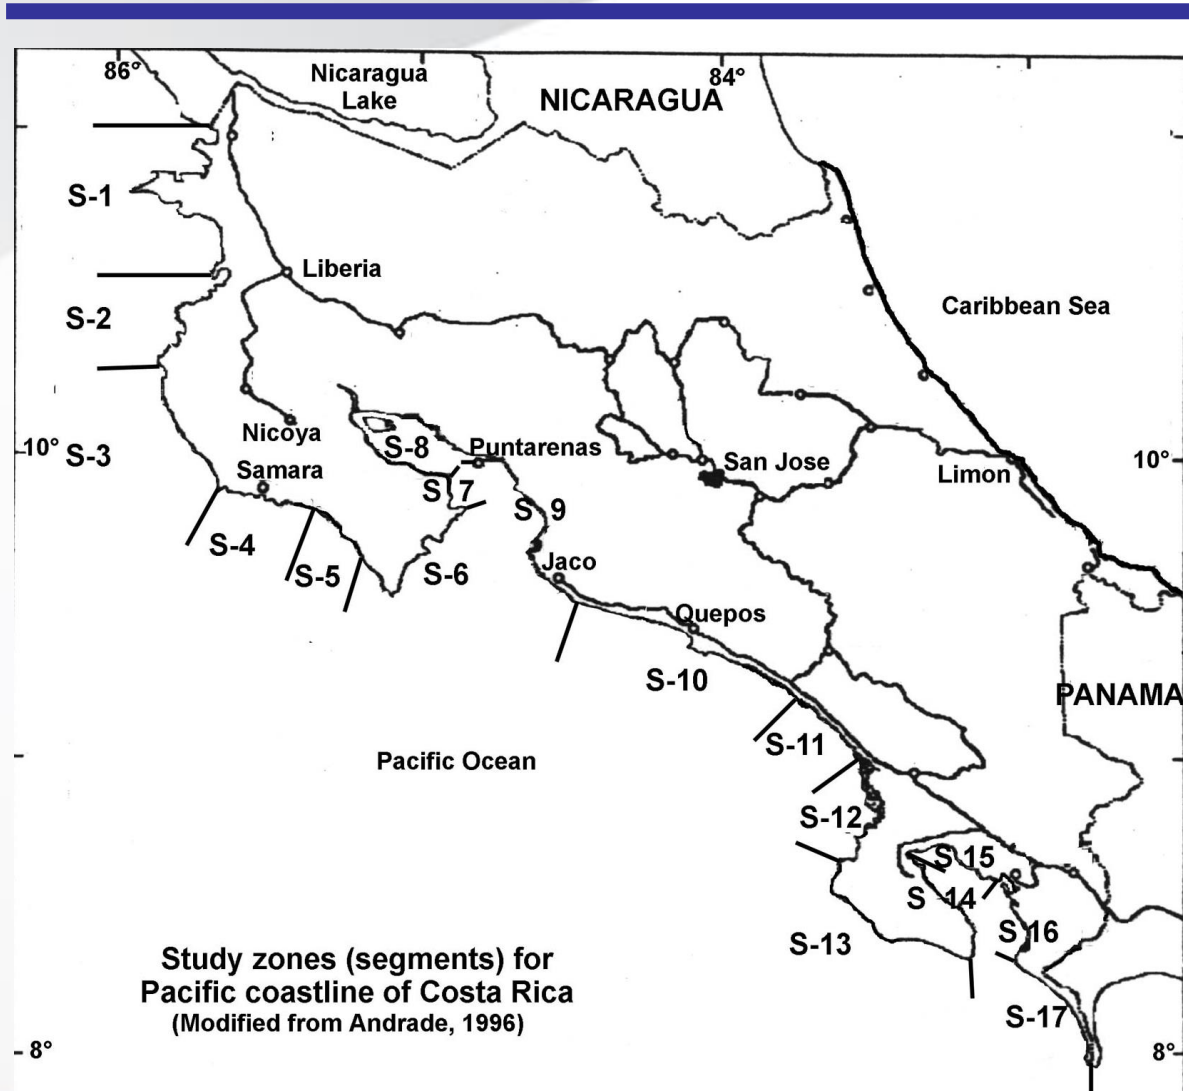 86°
84°
Nicaragua
Lake
NICARAGUA
S-1
Liberia
S-2
Caribbean Sea
Nicoya
S-8
Puntarenas
10°
S-3
Samara
San Jose
Limon
10°
S 7
S 9
S-4
S-5
S-6
Jaco
Quepos
S-10
PANAMA
S-11
Pacific Ocean
S-12
S 15
S 14
S-13
S 16
Study zones (segments) for
Pacific coastline of Costa Rica
(Modified from Andrade, 1996)
S-17
8°
8°